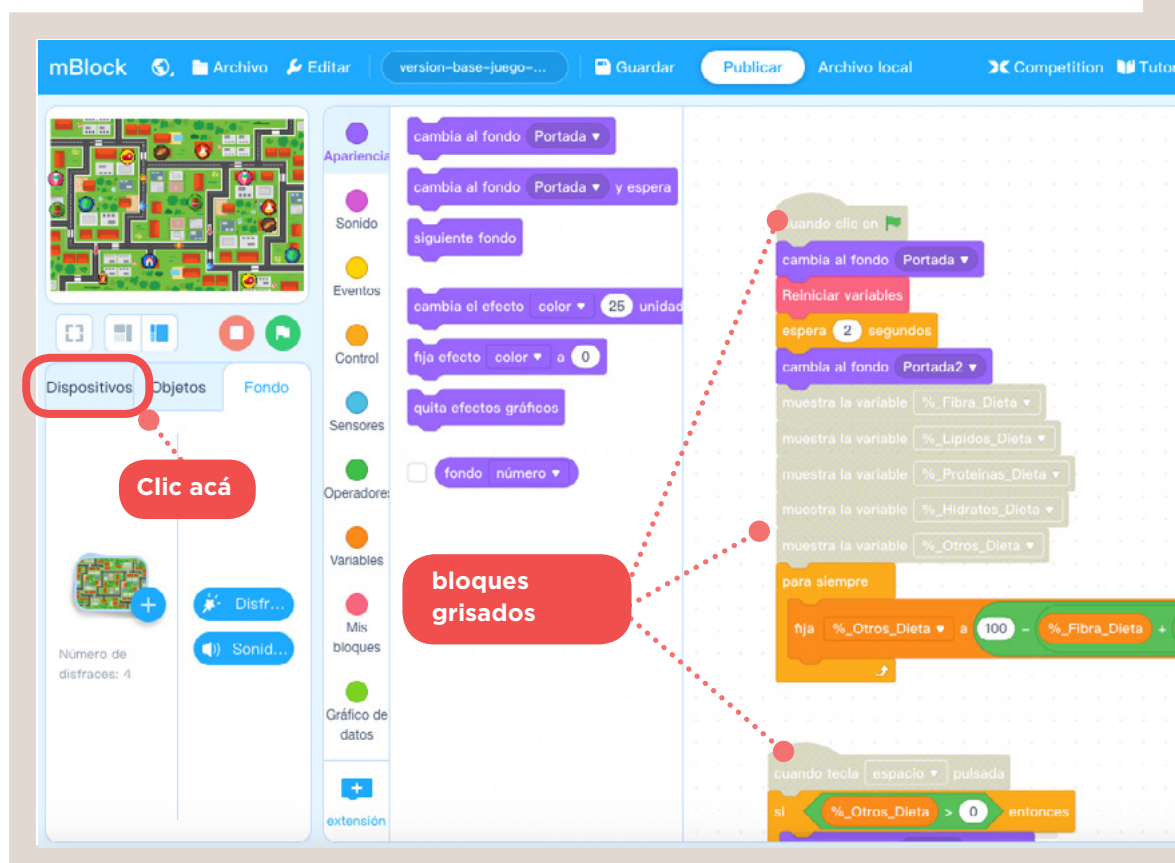 mBlock Archivo Editar version-base-juego-... Guardar Publicar Archivo local Competition Tutor
Dispositivos Objetos Fondo
Clic acá
Número de
disfraces: 4
Disfr...
Sonid...
Apariencia
Sonido
Eventos
Control
Sensores
Operadores
Variables
Mis
bloques
Gráfico de
datos
extensión
cambia al fondo Portada
cambia al fondo Portada y espera
siguiente fondo
cambia el efecto color 25 unidad
fija efecto color a 0
quita efectos gráficos
fondo número
bloques
grisados
cuando clic en
cambia al fondo Portada
Reiniciar variables
espera 2 segundos
cambia al fondo Portada2
muestra la variable %_Fibra_Dieta
muestra la variable %_Lipidos_Dieta
muestra la variable %_Proteínas_Dieta
muestra la variable %_Hidratos_Dieta
muestra la variable %_Otros_Dieta
para siempre
fija %_Otros_Dieta a 100 - %_Fibra_Dieta +
cuando tecla espacio pulsada
si %_Otros_Dieta > 0 entonces